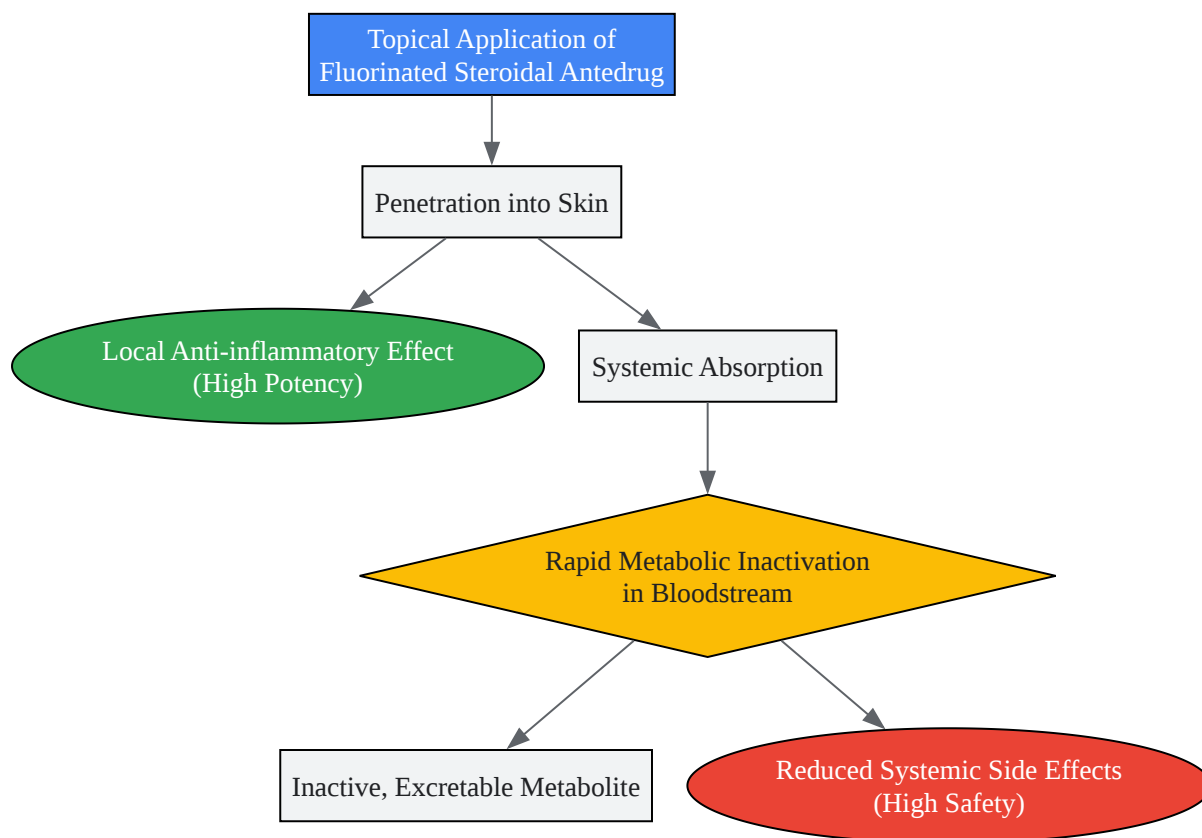 Topical Application of
Fluorinated Steroidal Antedrug
Penetration into Skin
Local Anti-inflammatory Effect
(High Potency)
Systemic Absorption
Rapid Metabolic Inactivation
in Bloodstream
Inactive, Excretable Metabolite
Reduced Systemic Side Effects
(High Safety)